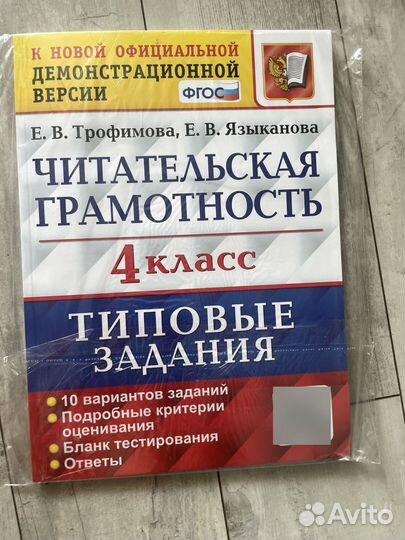 К НОВОЙ ОФИЦИАЛЬНОЙ
ДЕМОНСТРАЦИОННОЙ
ВЕРСИИ
ФГОС
Е. В. Трофимова, Е. В. Языканова
ЧИТАТЕЛЬСКАЯ
ГРАМОТНОСТЬ
4 КЛАСС
ТИПОВЫЕ
ЗАДАНИЯ
10 вариантов заданий
Подробные критерии
оценивания
Бланк тестирования
Ответы
Avito